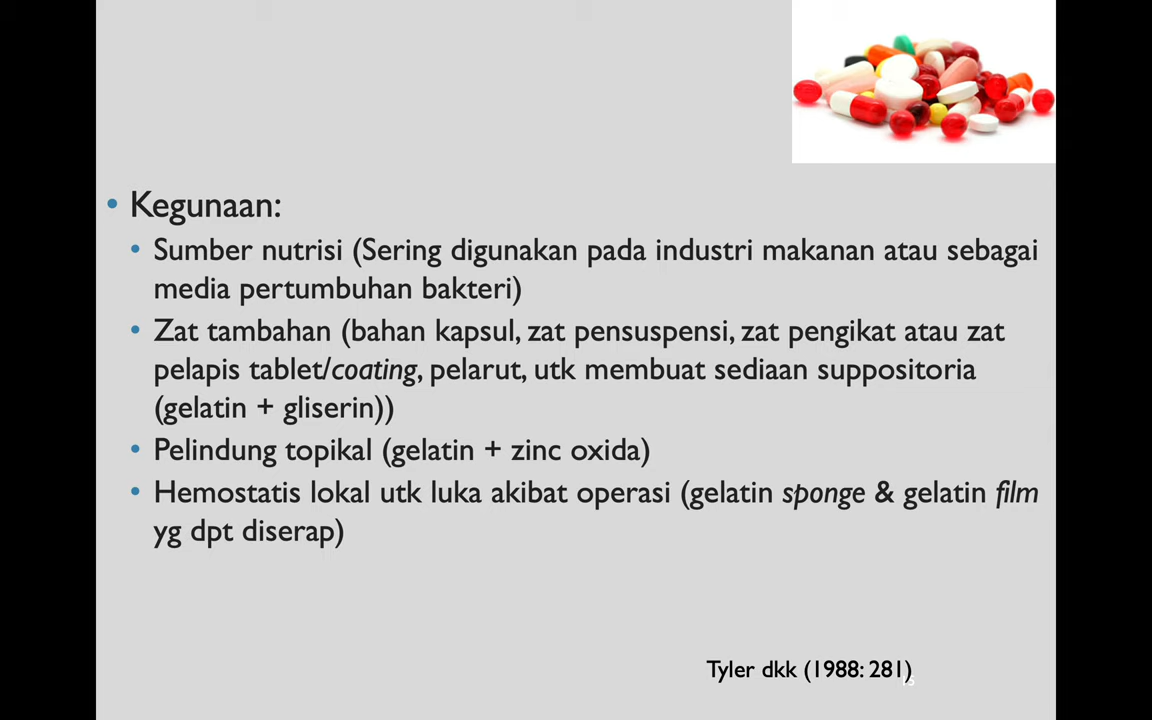 • Kegunaan:
• Sumber nutrisi (Sering digunakan pada industri makanan atau sebagai
media pertumbuhan bakteri)
• Zat tambahan (bahan kapsul, zat pensuspensi, zat pengikat atau zat
pelapis tablet/coating, pelarut, utk membuat sediaan suppositoria
(gelatin + gliserin))
• Pelindung topikal (gelatin + zinc oxida)
• Hemostatis lokal utk luka akibat operasi (gelatin sponge & gelatin film
yg dpt diserap)
Tyler dkk (1988: 281)